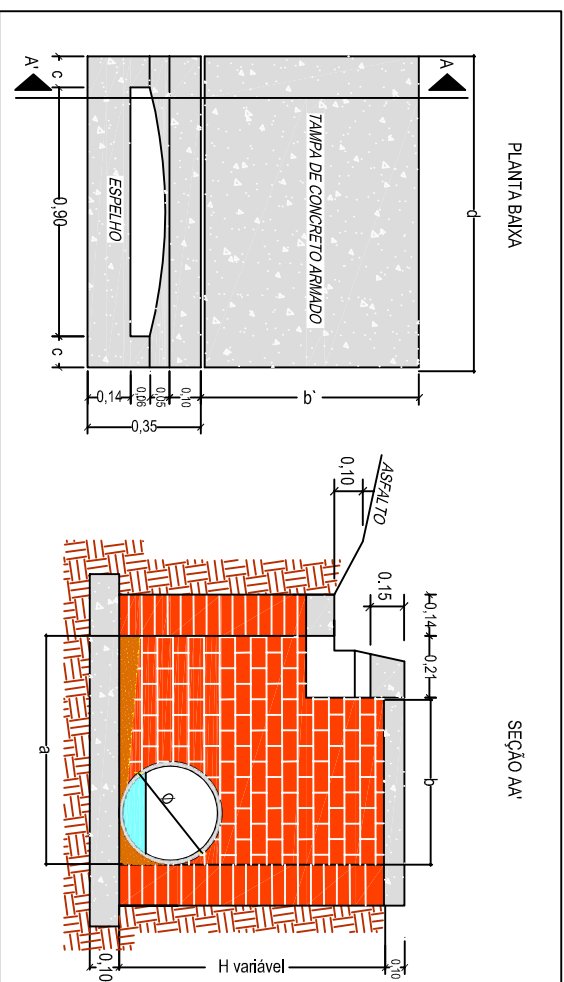 PLANTA BAIXA
d
A
A'
TAMPA DE CONCRETO ARMADO
ESPELHO
c
0,90
c
b'
0,14
0,06
0,05
0,10
0,35
SEÇÃO AA'
ASFALTO
0,10
0.15
0,14
0,21
b
a
Ø
H variável
0,10
0,10